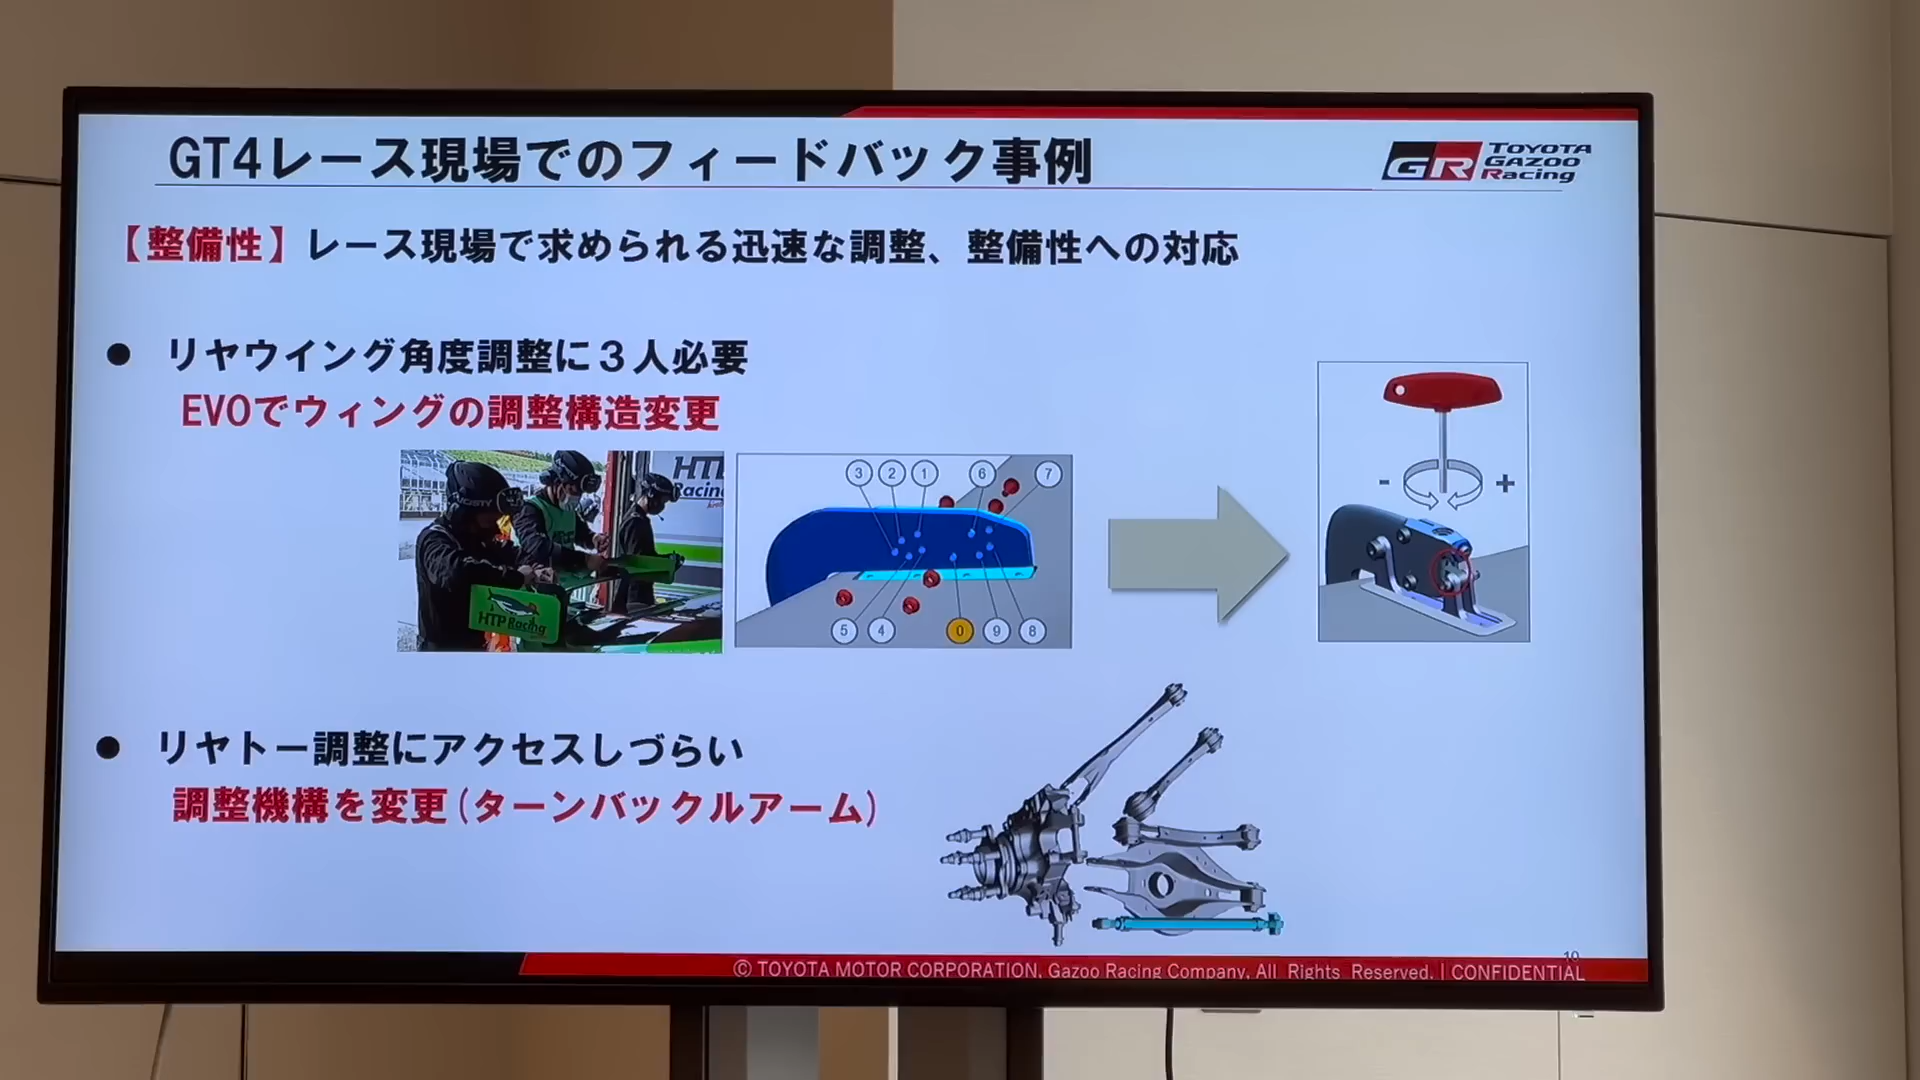 GT4レース現場でのフィードバック事例
GR TOYOTA
GAZOO
Racing
【整備性】レース現場で求められる迅速な調整、整備性への対応
● リヤウイング角度調整に３人必要
EVOでウィングの調整構造変更
HTP
Racing
HTP Racing
③ ② ① ⑥ ⑦
⑤ ④ ⓪ ⑨ ⑧
- +
● リヤトー調整にアクセスしづらい
調整機構を変更(ターンバックルアーム)
10
© TOYOTA MOTOR CORPORATION. Gazoo Racing Company. All Rights Reserved. | CONFIDENTIAL